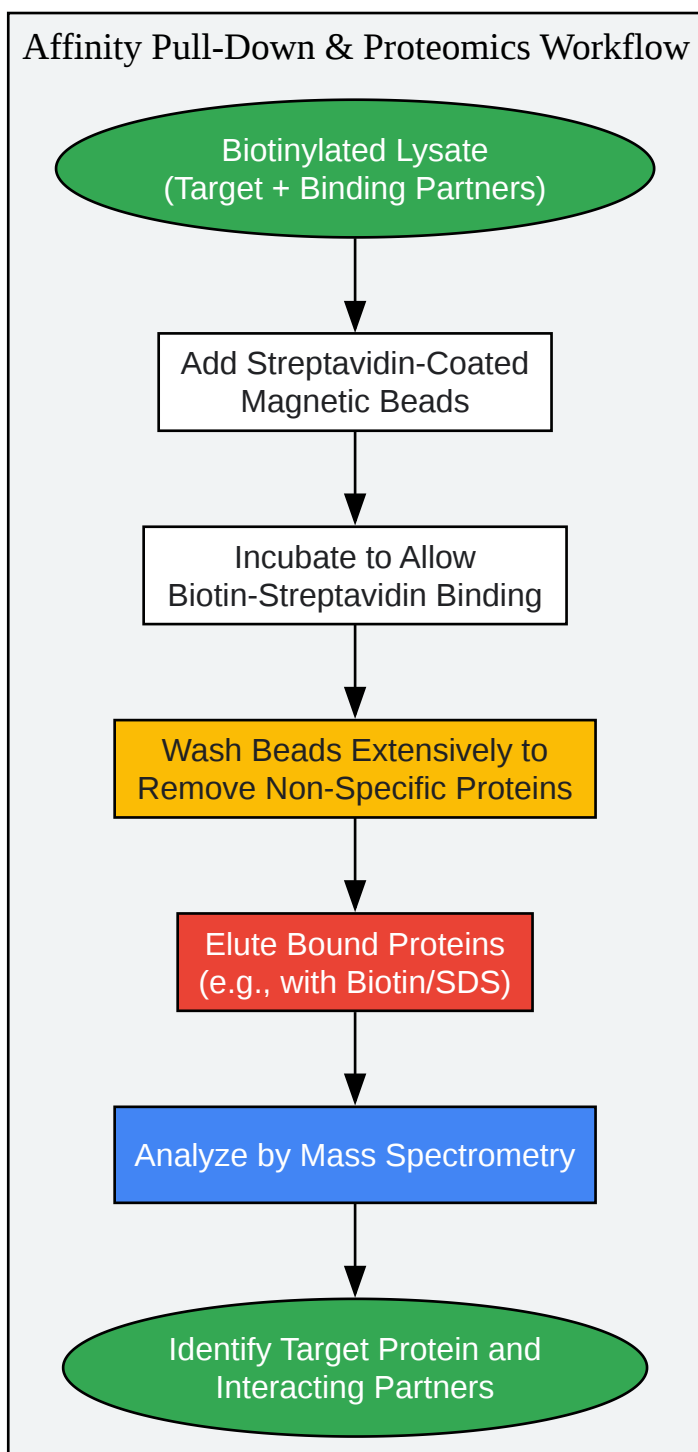 Affinity Pull-Down & Proteomics Workflow
Biotinylated Lysate
(Target + Binding Partners)
Add Streptavidin-Coated
Magnetic Beads
Incubate to Allow
Biotin-Streptavidin Binding
Wash Beads Extensively to
Remove Non-Specific Proteins
Elute Bound Proteins
(e.g., with Biotin/SDS)
Analyze by Mass Spectrometry
Identify Target Protein and
Interacting Partners